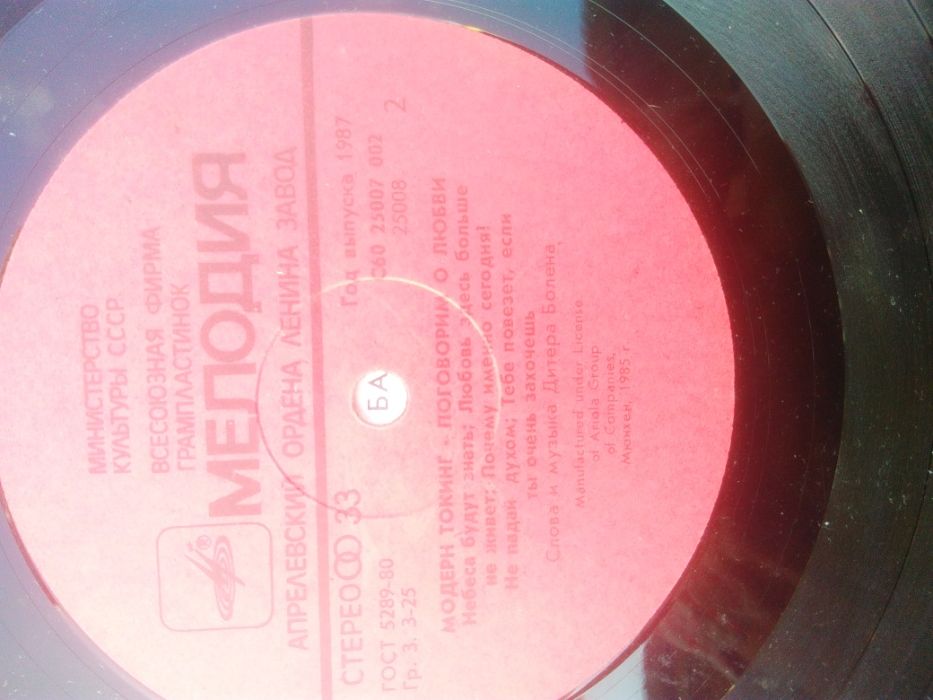 МИНИСТЕРСТВО
КУЛЬТУРЫ СССР
ВСЕСОЮЗНАЯ ФИРМА
ГРАМПЛАСТИНОК
МЕЛОДИЯ
®
АПРЕЛЕВСКИЙ ОРДЕНА ЛЕНИНА ЗАВОД
СТЕРЕО 33
Год выпуска 1987
ГОСТ 5289-80
С60 25007 002
Гр. 3. 3-25
25008
2
БА
МОДЕРН ТОКИНГ - ПОГОВОРИМ О ЛЮБВИ
Небеса будут знать; Любовь здесь больше
не живет; Почему именно сегодня!
Не падай духом; Тебе повезет, если
ты очень захочешь
Слова и музыка Дитера Болена
Manufactured under License
of Ariola Group
of Companies,
Мюнхен, 1985 г.